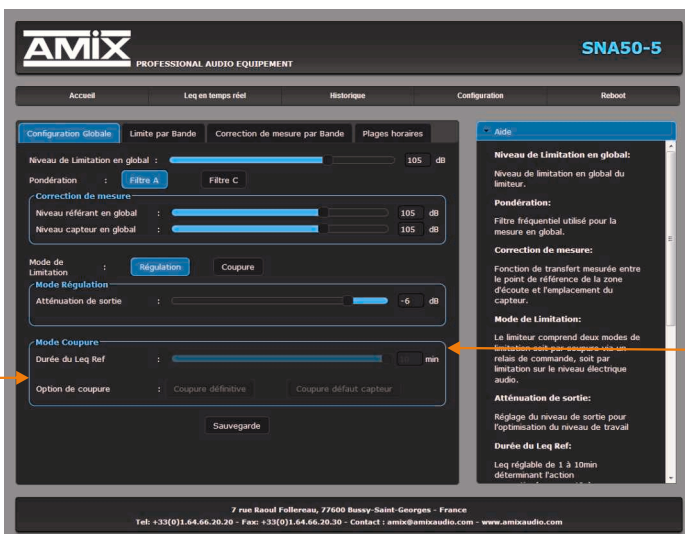 AMIX
PROFESSIONAL AUDIO EQUIPEMENT
SNA50-5
Accueil Leq en temps réel Historique Configuration Reboot
Configuration Globale Limite par Bande Correction de mesure par Bande Plages horaires
Niveau de Limitation en global : 105 dB
Pondération : Filtre A Filtre C
Correction de mesure
Niveau référant en global : 105 dB
Niveau capteur en global : 105 dB
Mode de
Limitation : Régulation Coupure
Mode Régulation
Atténuation de sortie : -6 dB
Mode Coupure
Durée du Leq Ref : min
Option de coupure : Coupure définitive Coupure défaut capteur
Sauvegarde
Aide
Niveau de Limitation en global:
Niveau de limitation en global du
limiteur.
Pondération:
Filtre fréquentiel utilisé pour la
mesure en global.
Correction de mesure:
Fonction de transfert mesurée entre
le point de référence de la zone
d'écoute et l'emplacement du
capteur.
Mode de Limitation:
Le limiteur comprend deux modes de
limitation soit par coupure via un
relais de commande, soit par
limitation sur le niveau électrique
audio.
Atténuation de sortie:
Réglage du niveau de sortie pour
l'optimisation du niveau de travail
Durée du Leq Ref:
Leq réglable de 1 à 10min
déterminant l'action
7 rue Raoul Follereau, 77600 Bussy-Saint-Georges - France
Tel: +33(0)1.64.66.20.20 - Fax: +33(0)1.64.66.20.30 - Contact : amix@amixaudio.com - www.amixaudio.com